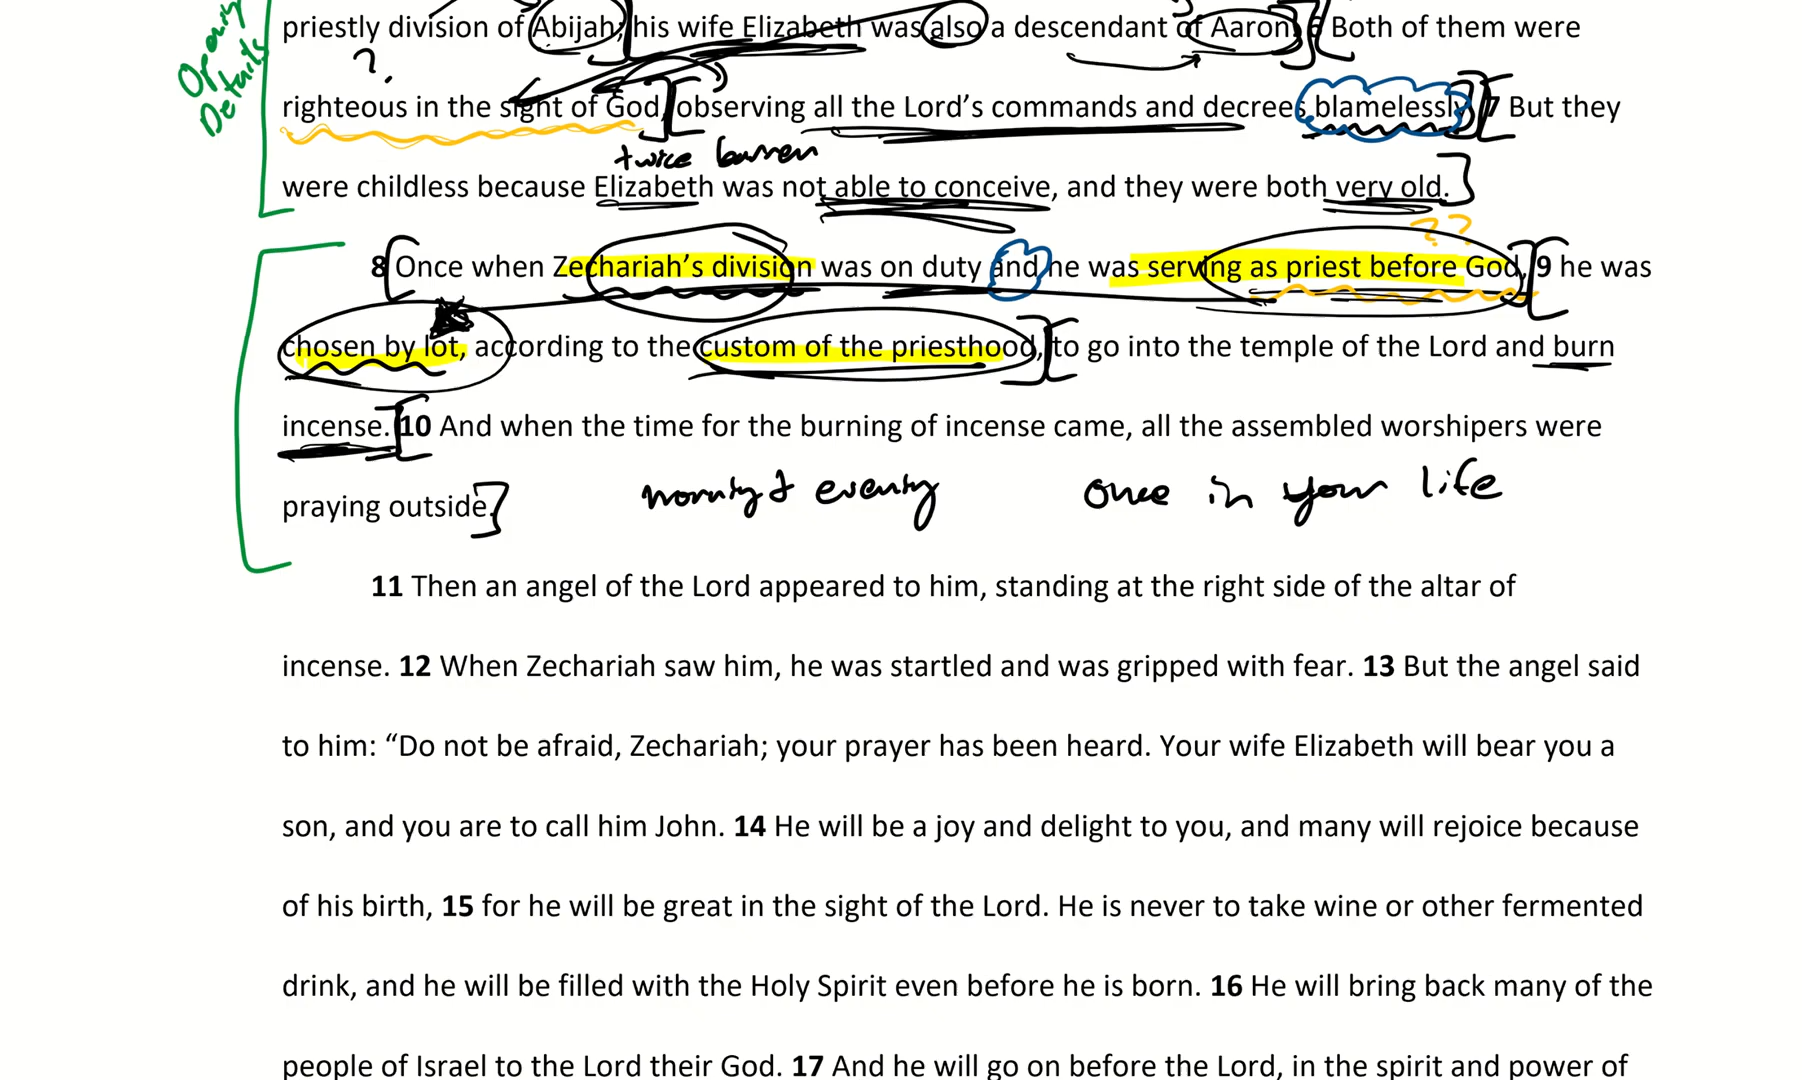 priestly division of Abijah; his wife Elizabeth was also a descendant of Aaron. 6 Both of them were
Opening
Details
?
righteous in the sight of God, observing all the Lord's commands and decrees blamelessly. 7 But they
twice barren
were childless because Elizabeth was not able to conceive, and they were both very old.
??
8 Once when Zechariah's division was on duty and he was serving as priest before God, 9 he was
chosen by lot, according to the custom of the priesthood, to go into the temple of the Lord and burn
incense. 10 And when the time for the burning of incense came, all the assembled worshipers were
praying outside.
morning & evening once in your life
11 Then an angel of the Lord appeared to him, standing at the right side of the altar of
incense. 12 When Zechariah saw him, he was startled and was gripped with fear. 13 But the angel said
to him: “Do not be afraid, Zechariah; your prayer has been heard. Your wife Elizabeth will bear you a
son, and you are to call him John. 14 He will be a joy and delight to you, and many will rejoice because
of his birth, 15 for he will be great in the sight of the Lord. He is never to take wine or other fermented
drink, and he will be filled with the Holy Spirit even before he is born. 16 He will bring back many of the
people of Israel to the Lord their God. 17 And he will go on before the Lord, in the spirit and power of